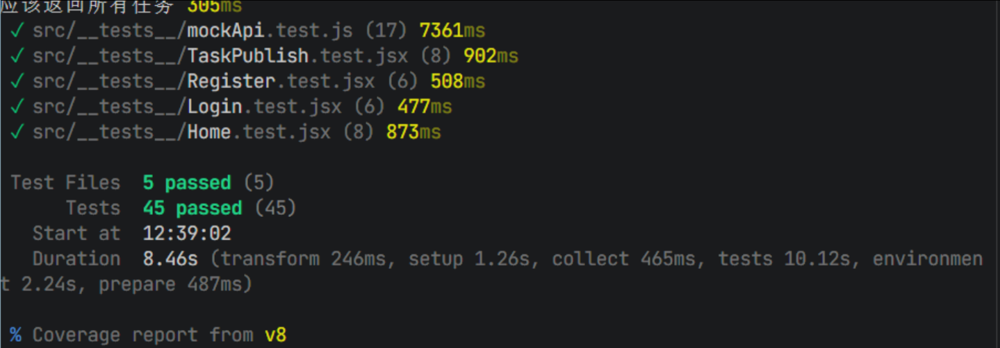 应该返回所有任务 305ms
✓ src/__tests__/mockApi.test.js (17) 7361ms
✓ src/__tests__/TaskPublish.test.jsx (8) 902ms
✓ src/__tests__/Register.test.jsx (6) 508ms
✓ src/__tests__/Login.test.jsx (6) 477ms
✓ src/__tests__/Home.test.jsx (8) 873ms
Test Files 5 passed (5)
Tests 45 passed (45)
Start at 12:39:02
Duration 8.46s (transform 246ms, setup 1.26s, collect 465ms, tests 10.12s, environmen
t 2.24s, prepare 487ms)
% Coverage report from v8